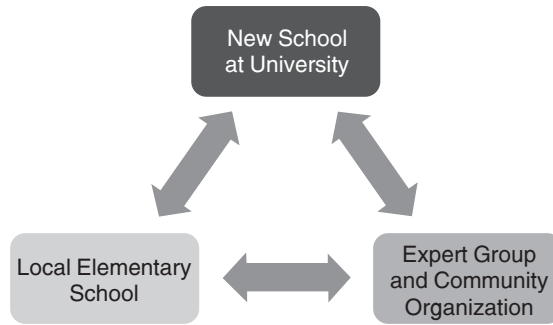 New School
at University
Local Elementary
School
Expert Group
and Community
Organization